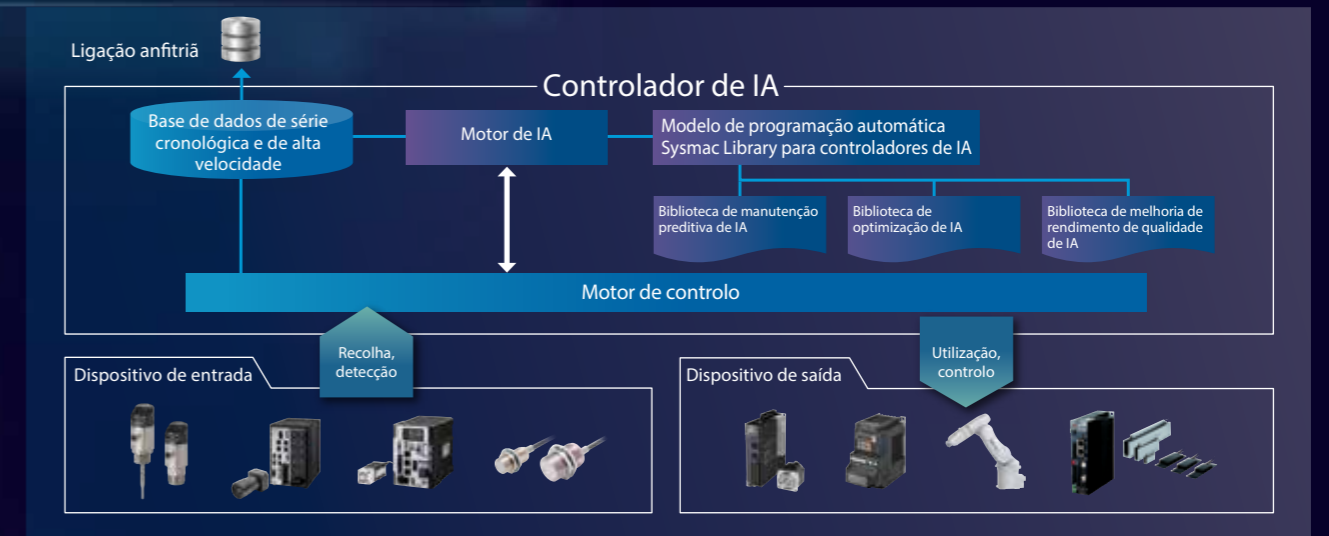 Ligação anfitriã
Controlador de IA
Base de dados de série
cronológica e de alta
velocidade
Motor de IA
Modelo de programação automática
Sysmac Library para controladores de IA
Biblioteca de manutenção
preditiva de IA
Biblioteca de
optimização de IA
Biblioteca de melhoria de
rendimento de qualidade
de IA
Motor de controlo
Recolha,
detecção
Utilização,
controlo
Dispositivo de entrada
Dispositivo de saída